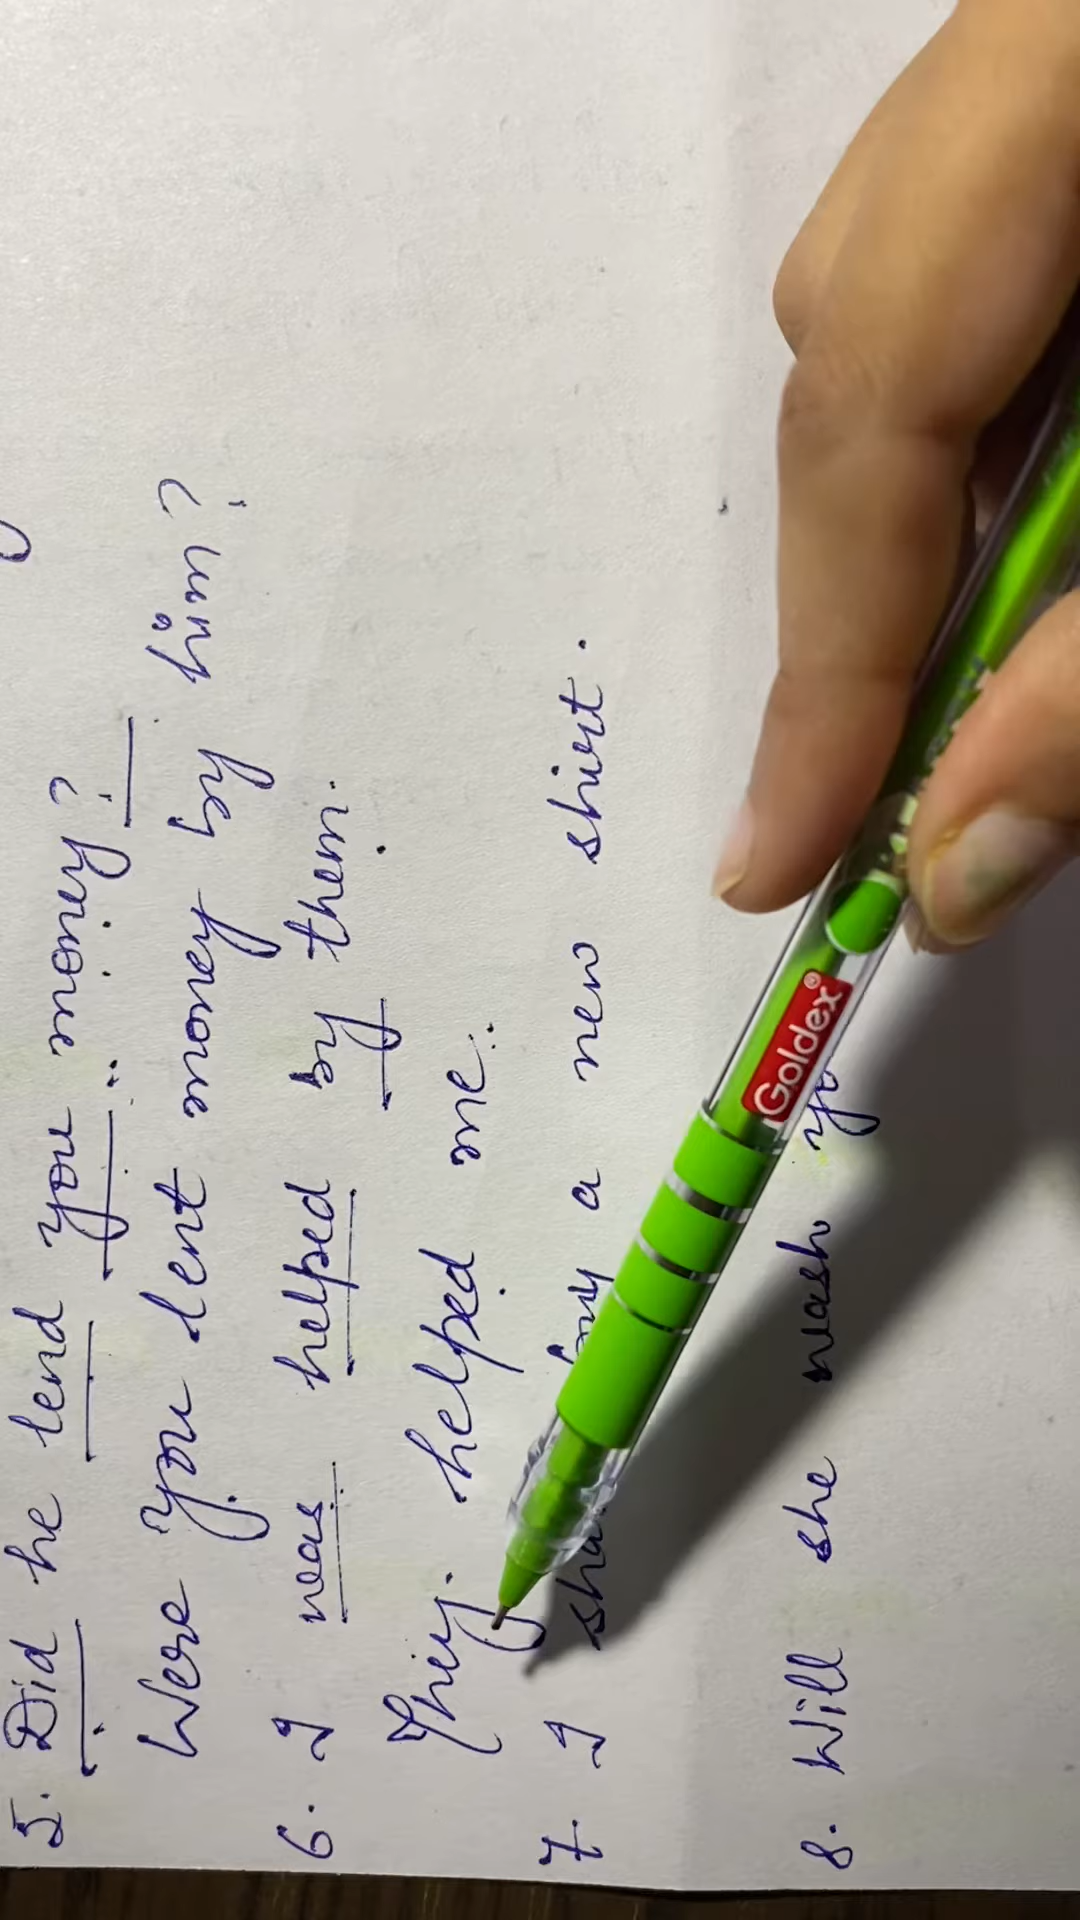 5. Did he lend you money?
Were you lent money by him?
6. I was helped by them.
They helped me.
7. I buy a new shirt.
8. Will she wash
Goldex